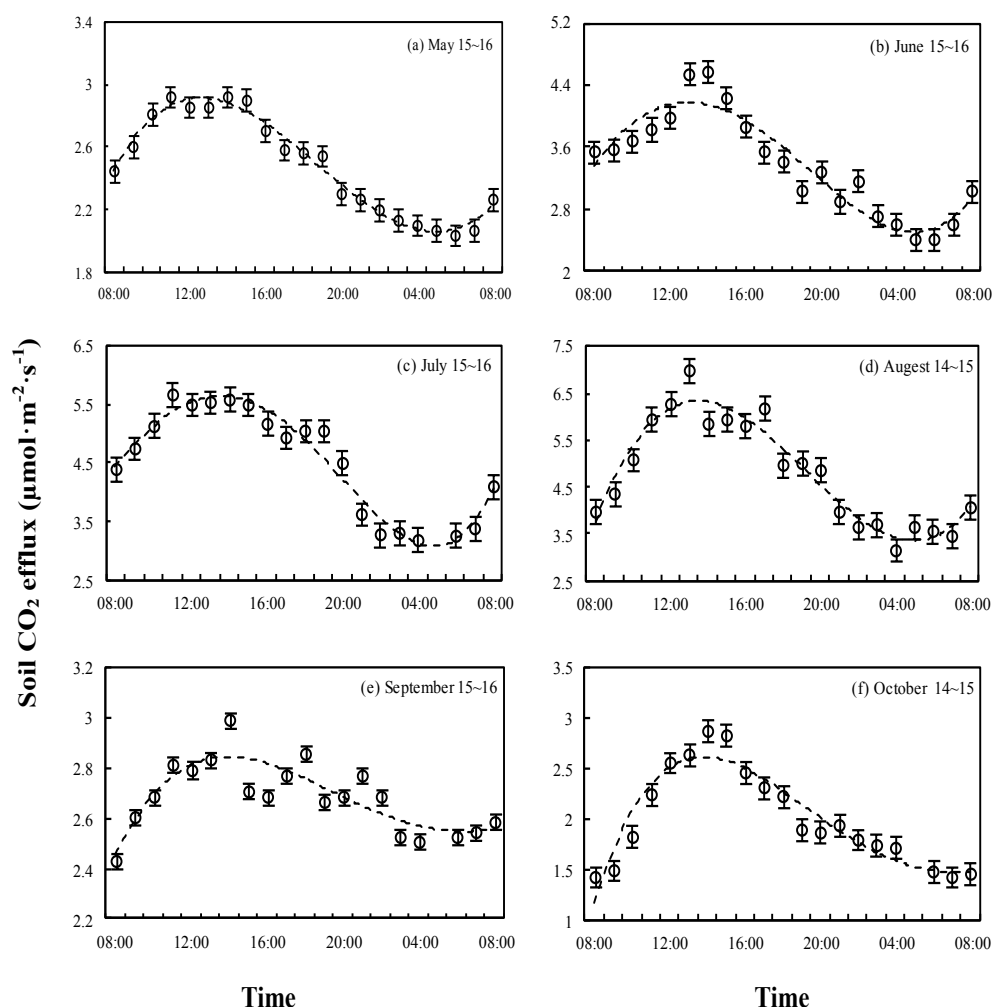 Soil CO₂ efflux (μmol·m⁻²·s⁻¹)
(a) May 15~16
3.4
3
2.6
2.2
1.8
08:00 12:00 16:00 20:00 04:00 08:00
(b) June 15~16
5.2
4.4
3.6
2.8
2
08:00 12:00 16:00 20:00 04:00 08:00
(c) July 15~16
6.5
5.5
4.5
3.5
2.5
08:00 12:00 16:00 20:00 04:00 08:00
(d) Augest 14~15
7.5
6.5
5.5
4.5
3.5
2.5
08:00 12:00 16:00 20:00 04:00 08:00
(e) September 15~16
3.2
3
2.8
2.6
2.4
2.2
08:00 12:00 16:00 20:00 04:00 08:00
(f) October 14~15
3.5
3
2.5
2
1.5
1
08:00 12:00 16:00 20:00 04:00 08:00
Time
Time